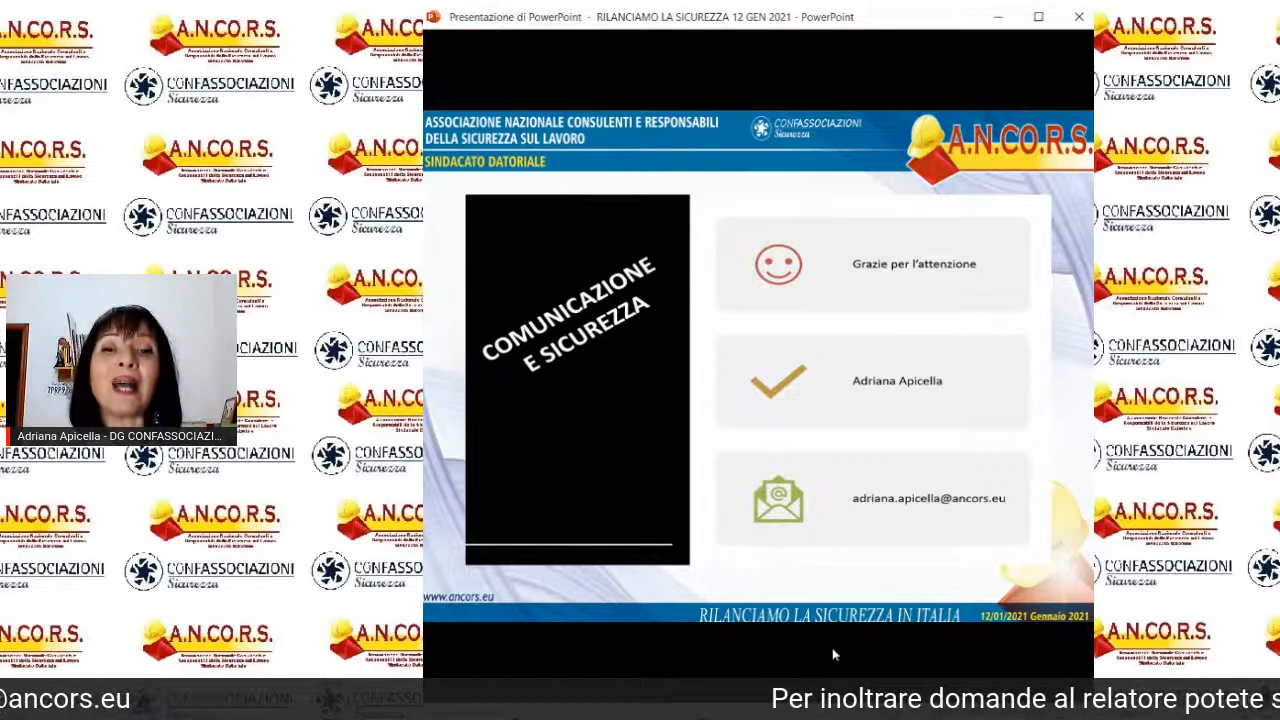 Presentazione di PowerPoint - RILANCIAMO LA SICUREZZA 12 GEN 2021 - PowerPoint
ASSOCIAZIONE NAZIONALE CONSULENTI E RESPONSABILI
DELLA SICUREZZA SUL LAVORO
SINDACATO DATORIALE
CONFASSOCIAZIONI
Sicurezza
A.N.CO.R.S.
COMUNICAZIONE
E SICUREZZA
Grazie per l'attenzione
Adriana Apicella
adriana.apicella@ancors.eu
www.ancors.eu
RILANCIAMO LA SICUREZZA IN ITALIA
12/01/2021 Gennaio 2021
A.N.CO.R.S.
CONFASSOCIAZIONI
Sicurezza
Adriana Apicella - DG CONFASSOCIAZI...
@ancors.eu
Per inoltrare domande al relatore potete s